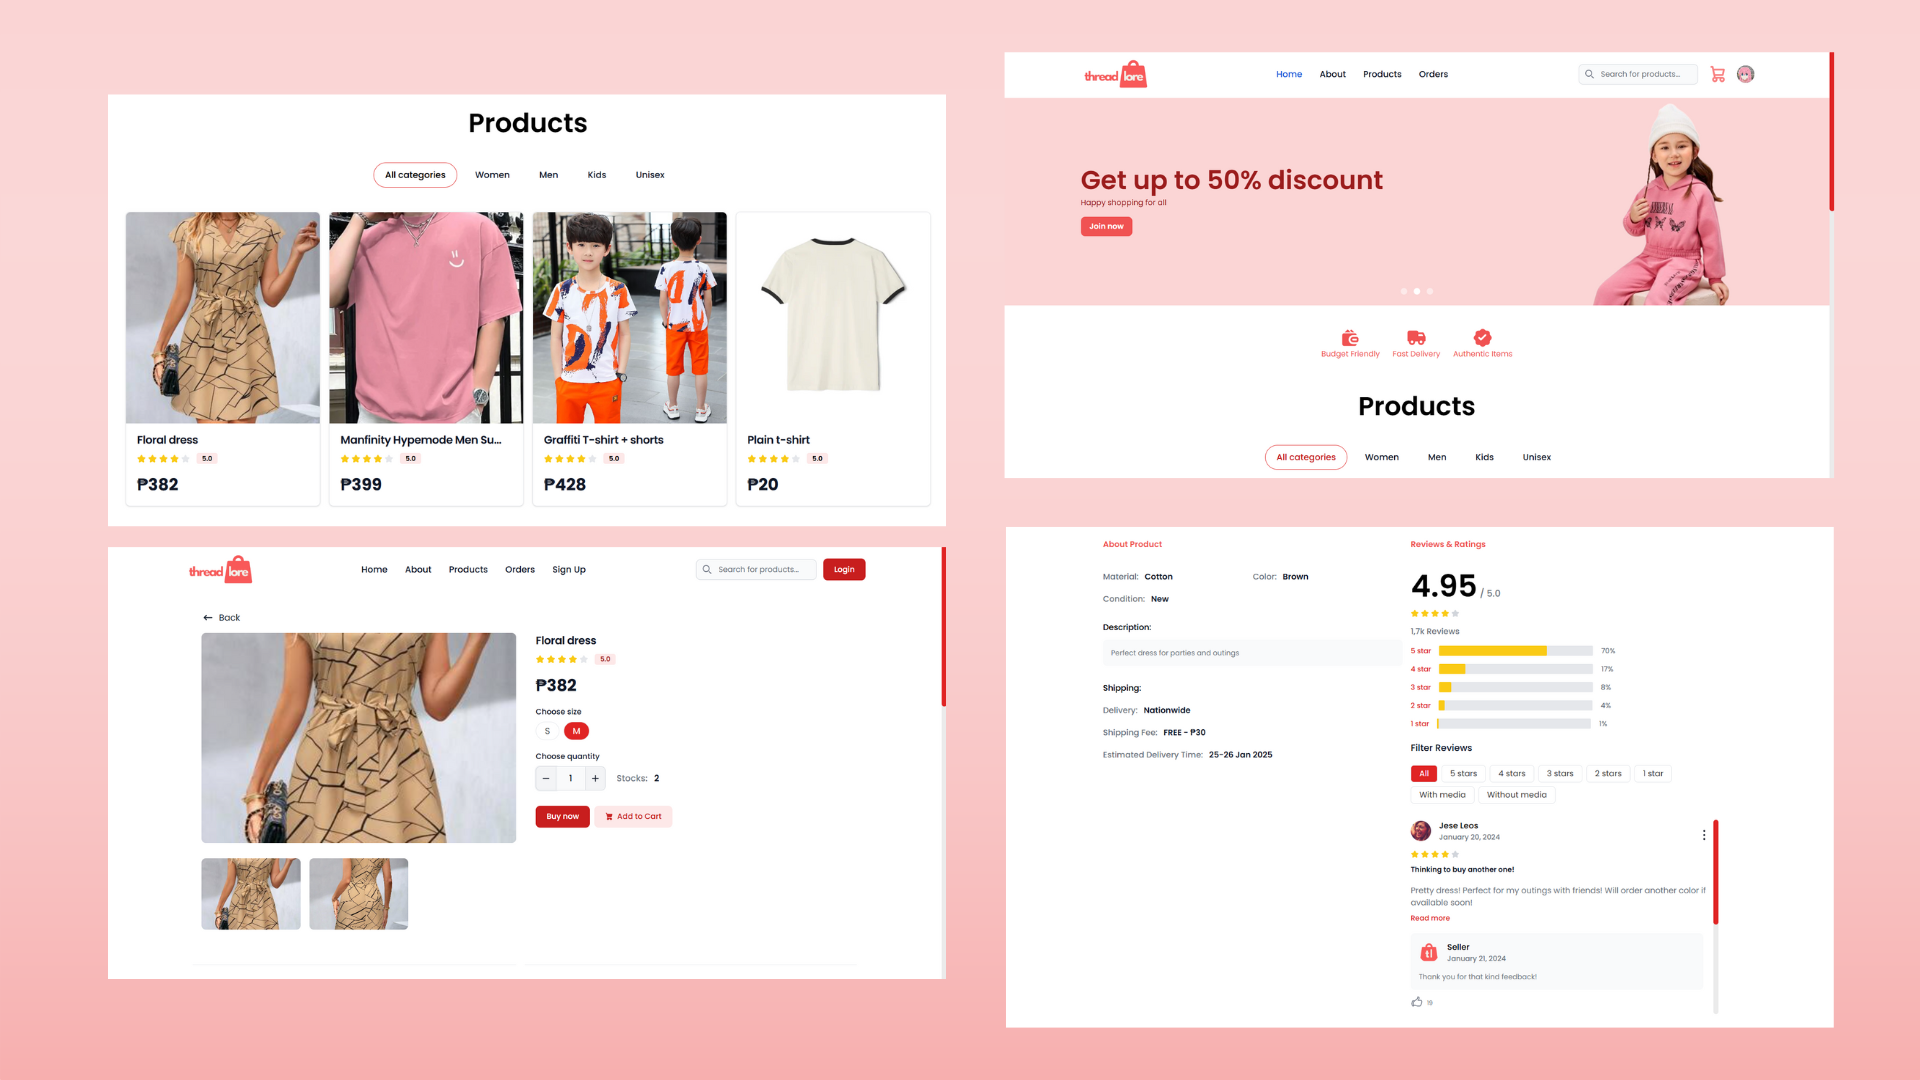 Products
All categories Women Men Kids Unisex
Floral dress
5.0
₱382
Manfinity Hypemode Men Su...
5.0
₱399
Graffiti T-shirt + shorts
5.0
₱428
Plain t-shirt
5.0
₱20
thread lore
Home About Products Orders
Search for products...
Get up to 50% discount
Happy shopping for all
Join now
Budget Friendly Fast Delivery Authentic Items
Products
All categories Women Men Kids Unisex
thread lore
Home About Products Orders Sign Up
Search for products...
Login
Back
Floral dress
5.0
₱382
Choose size
S M
Choose quantity
− 1 + Stocks: 2
Buy now Add to Cart
About Product
Material: Cotton Color: Brown
Condition: New
Description:
Perfect dress for parties and outings
Shipping:
Delivery: Nationwide
Shipping Fee: FREE - ₱30
Estimated Delivery Time: 25-26 Jan 2025
Reviews & Ratings
4.95 / 5.0
1,7k Reviews
5 star 70%
4 star 17%
3 star 8%
2 star 4%
1 star 1%
Filter Reviews
All 5 stars 4 stars 3 stars 2 stars 1 star
With media Without media
Jese Leos
January 20, 2024
Thinking to buy another one!
Pretty dress! Perfect for my outings with friends! Will order another color if
available soon!
Read more
tl
Seller
January 21, 2024
Thank you for that kind feedback!
19